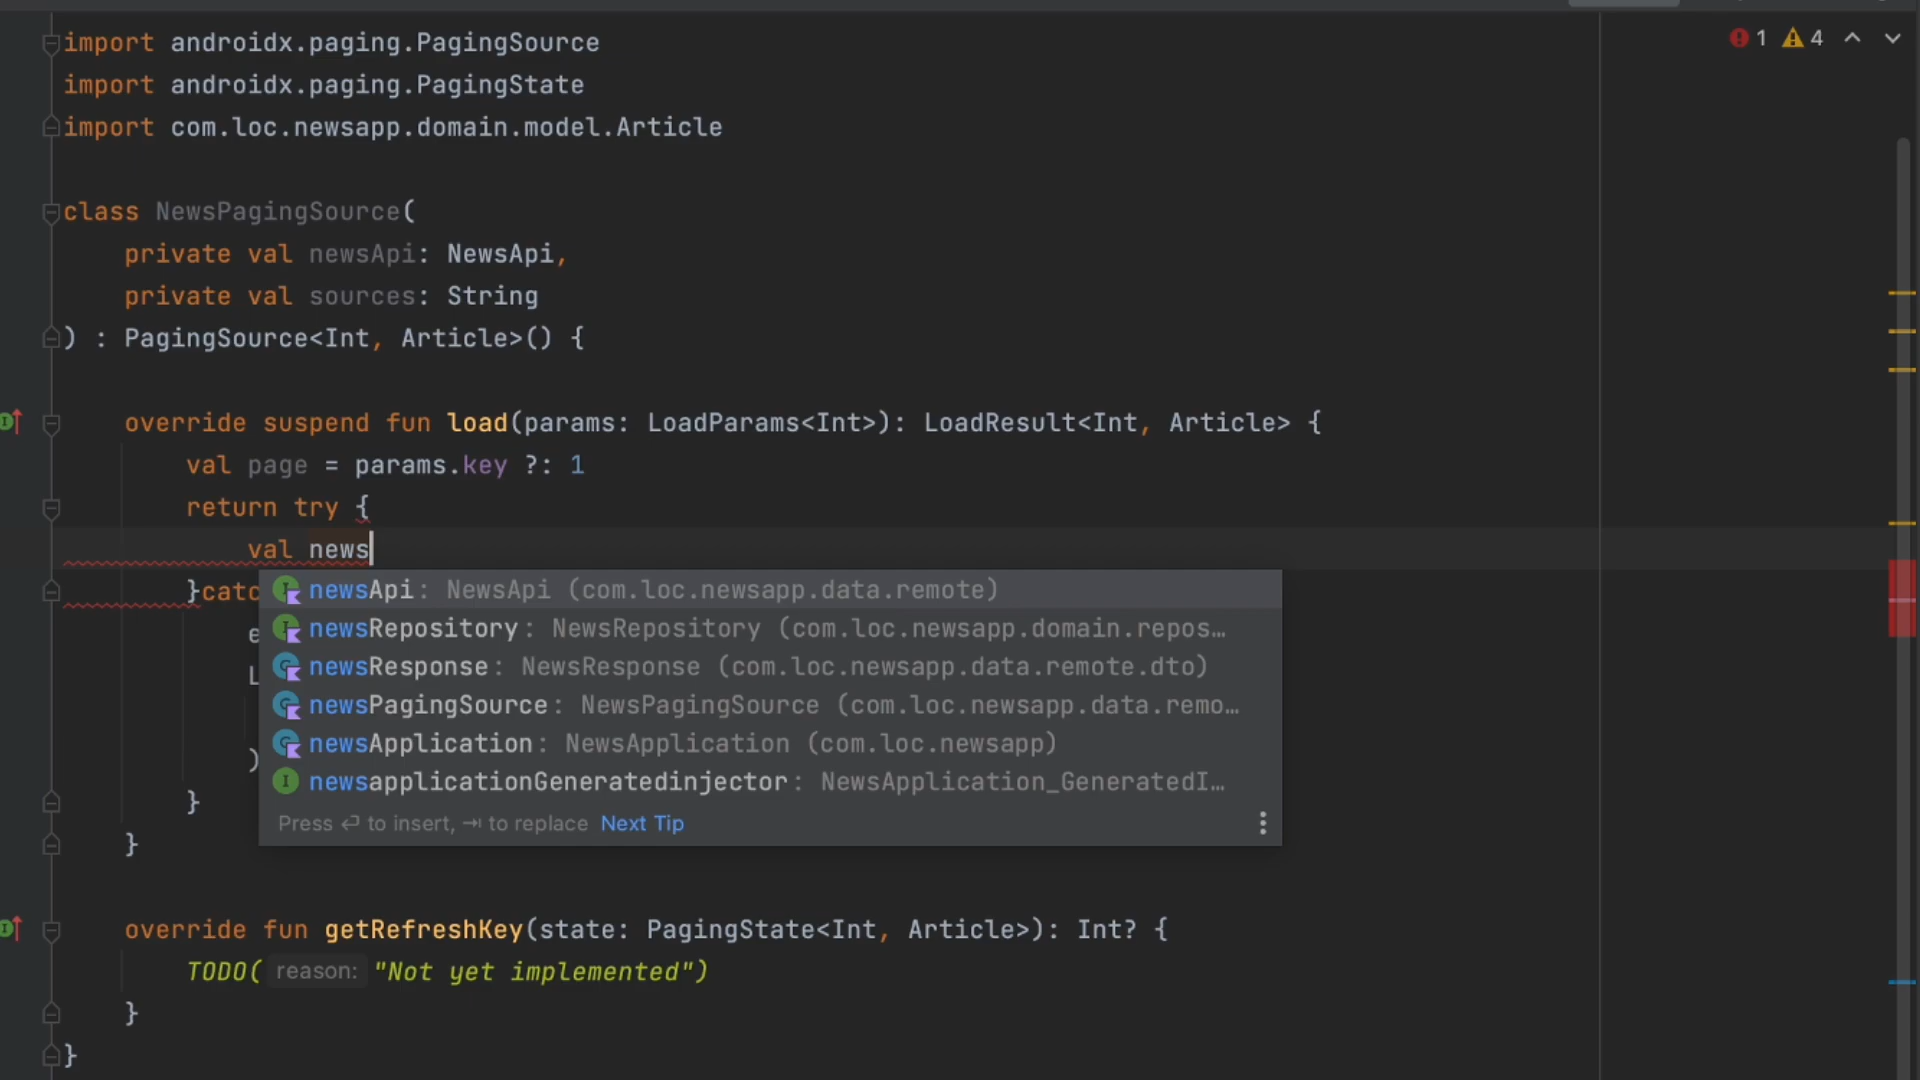 import androidx.paging.PagingSource
import androidx.paging.PagingState
import com.loc.newsapp.domain.model.Article
1 4
class NewsPagingSource(
private val newsApi: NewsApi,
private val sources: String
) : PagingSource<Int, Article>() {
override suspend fun load(params: LoadParams<Int>): LoadResult<Int, Article> {
val page = params.key ?: 1
return try {
val news
}catc
newsApi: NewsApi (com.loc.newsapp.data.remote)
e
newsRepository: NewsRepository (com.loc.newsapp.domain.repos…
L
newsResponse: NewsResponse (com.loc.newsapp.data.remote.dto)
newsPagingSource: NewsPagingSource (com.loc.newsapp.data.remo…
)
newsApplication: NewsApplication (com.loc.newsapp)
newsapplicationGeneratedinjector: NewsApplication_GeneratedI…
}
Press ⏎ to insert, ⇥ to replace Next Tip
}
override fun getRefreshKey(state: PagingState<Int, Article>): Int? {
TODO( reason: "Not yet implemented")
}
}